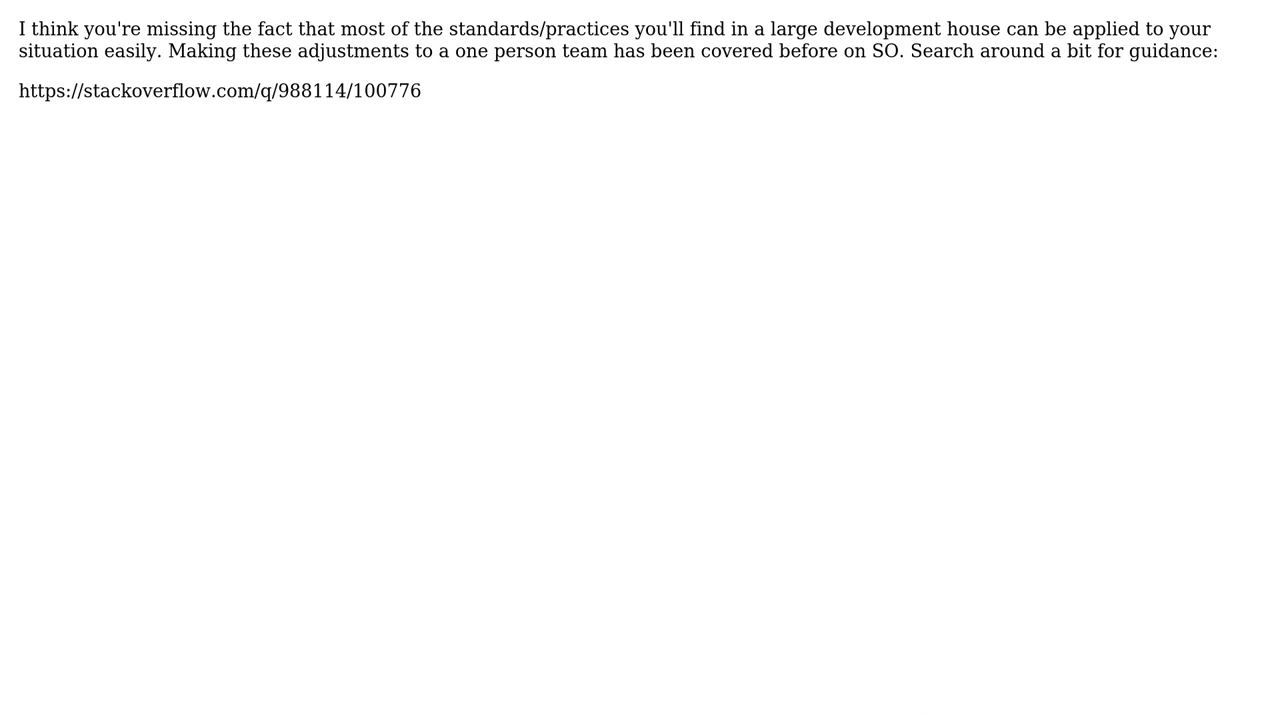 I think you're missing the fact that most of the standards/practices you'll find in a large development house can be applied to your
situation easily. Making these adjustments to a one person team has been covered before on SO. Search around a bit for guidance:
https://stackoverflow.com/q/988114/100776